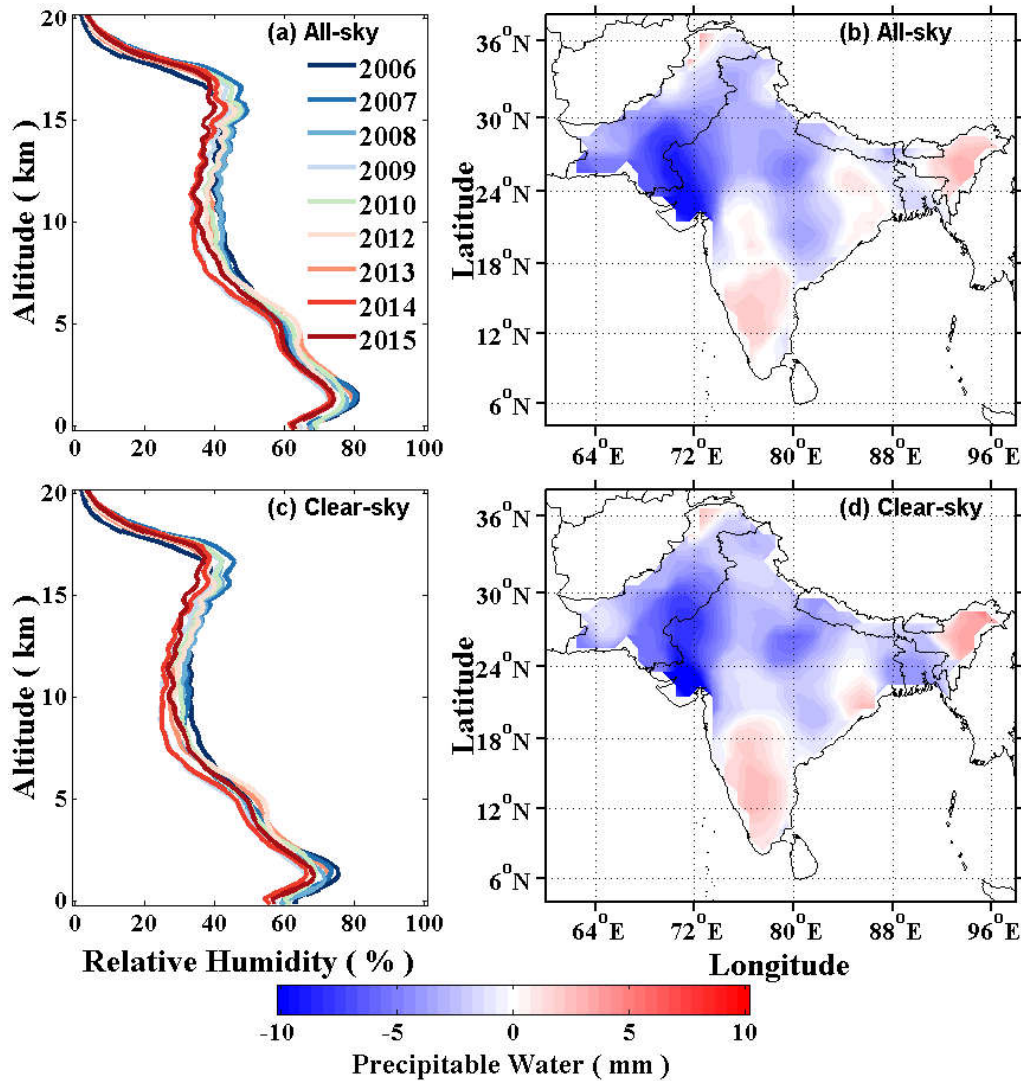 (a) All-sky
20
15
10
5
0
Altitude ( km )
2006
2007
2008
2009
2010
2012
2013
2014
2015
0 20 40 60 80 100
(b) All-sky
36°N
30°N
24°N
18°N
12°N
6°N
Latitude
64°E 72°E 80°E 88°E 96°E
(c) Clear-sky
20
15
10
5
0
Altitude ( km )
0 20 40 60 80 100
Relative Humidity ( % )
(d) Clear-sky
36°N
30°N
24°N
18°N
12°N
6°N
Latitude
64°E 72°E 80°E 88°E 96°E
Longitude
-10 -5 0 5 10
Precipitable Water ( mm )